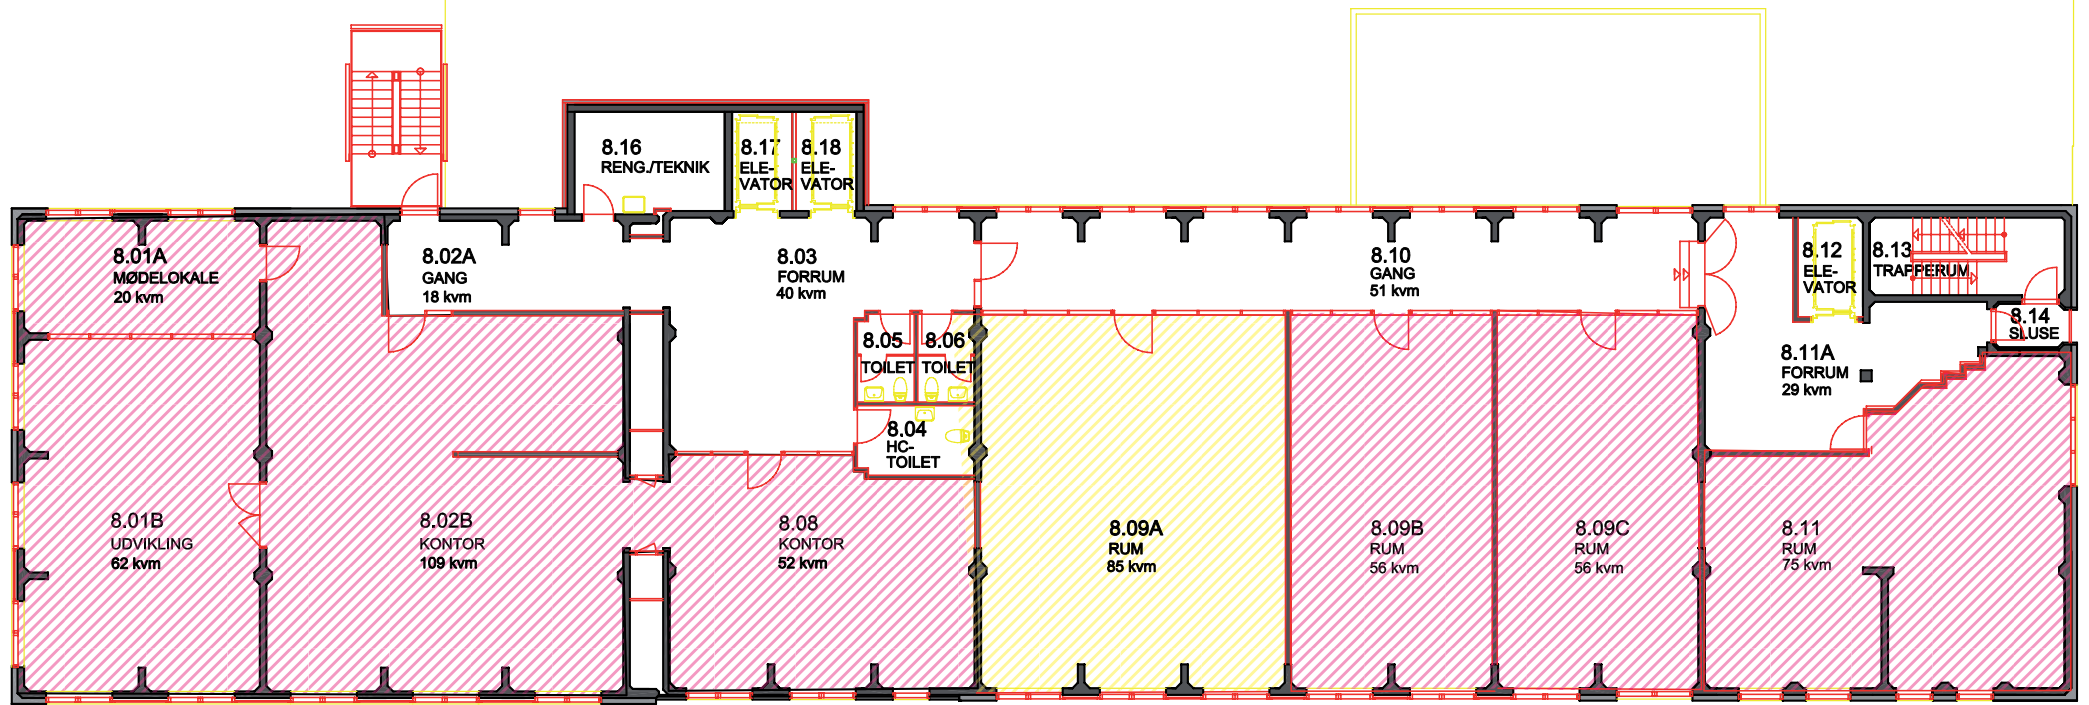 8.16
RENG./TEKNIK
8.17
ELE-
VATOR
8.18
ELE-
VATOR
8.01A
MØDELOKALE
20 kvm
8.02A
GANG
18 kvm
8.03
FORRUM
40 kvm
8.10
GANG
51 kvm
8.12
ELE-
VATOR
8.13
TRAPPERUM
8.14
SLUSE
8.05
TOILET
8.06
TOILET
8.11A
FORRUM
29 kvm
8.04
HC-
TOILET
8.01B
UDVIKLING
62 kvm
8.02B
KONTOR
109 kvm
8.08
KONTOR
52 kvm
8.09A
RUM
85 kvm
8.09B
RUM
56 kvm
8.09C
RUM
56 kvm
8.11
RUM
75 kvm